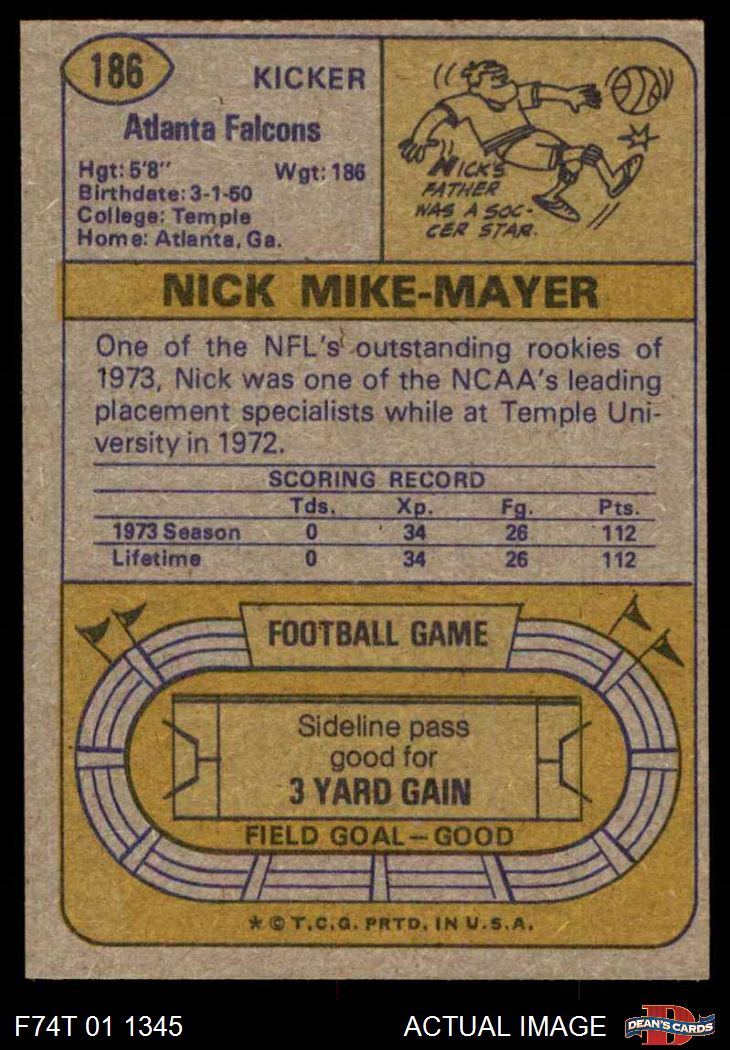 186
KICKER
Atlanta Falcons
Hgt: 5'8" Wgt: 186
Birthdate: 3-1-50
College: Temple
Home: Atlanta, Ga.
NICK'S
FATHER
WAS A SOC-
CER STAR.
NICK MIKE-MAYER
One of the NFL's outstanding rookies of
1973, Nick was one of the NCAA's leading
placement specialists while at Temple Uni-
versity in 1972.
SCORING RECORD
Tds. Xp. Fg. Pts.
1973 Season 0 34 26 112
Lifetime 0 34 26 112
FOOTBALL GAME
Sideline pass
good for
3 YARD GAIN
FIELD GOAL—GOOD
* © T.C.G. PRTD. IN U.S.A.
F74T 01 1345 ACTUAL IMAGE
D
DEAN'S CARDS